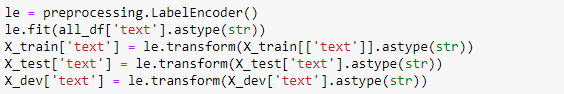 le = preprocessing.LabelEncoder()
le.fit(all_df['text'].astype(str))
X_train['text'] = le.transform(X_train[['text']].astype(str))
X_test['text'] = le.transform(X_test['text'].astype(str))
X_dev['text'] = le.transform(X_dev['text'].astype(str))